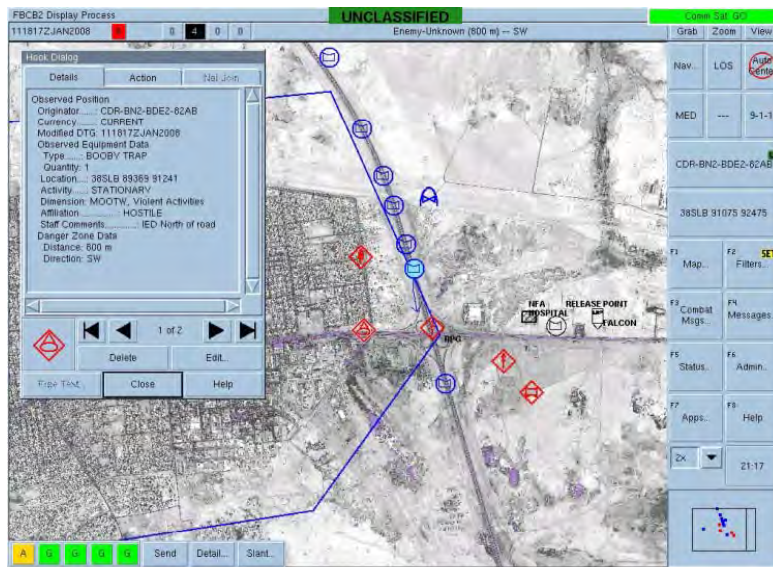 FBCB2 Display Process
UNCLASSIFIED
Comm Sat: GO
111817ZJAN2008
0
4
0
0
Enemy-Unknown (800 m) -- SW
Grab
Zoom
View
Hook Dialog
Details
Action
Observed Position
Originator.....: CDR-BN2-BDE2-82AB
Currency.......: CURRENT
Modified DTG: 111817ZJAN2008
Observed Equipment Data
Type.....: BOOBY TRAP
Quantity: 1
Location...: 38SLB 89369 91241
Activity.....: STATIONARY
Dimension: MOOTW, Violent Activities
Affiliation..............: HOSTILE
Staff Comments...........: IED North of road
Danger Zone Data
Distance: 800 m
Direction: SW
1 of 2
Delete
Edit...
Free Text...
Close
Help
NFA
HOSPITAL
RELEASE POINT
FALCON
RPG
Nav...
LOS
Auto
Center
MED
---
9-1-1
CDR-BN2-BDE2-82AB
38SLB 91075 92475
F1
Map...
F2
Filters...
SET
F3
Combat
Msgs...
F4
Messages...
F5
Status...
F6
Admin...
F7
Apps...
F8
Help
2X
21:17
A
G
G
G
G
Send
Detail...
Slant...